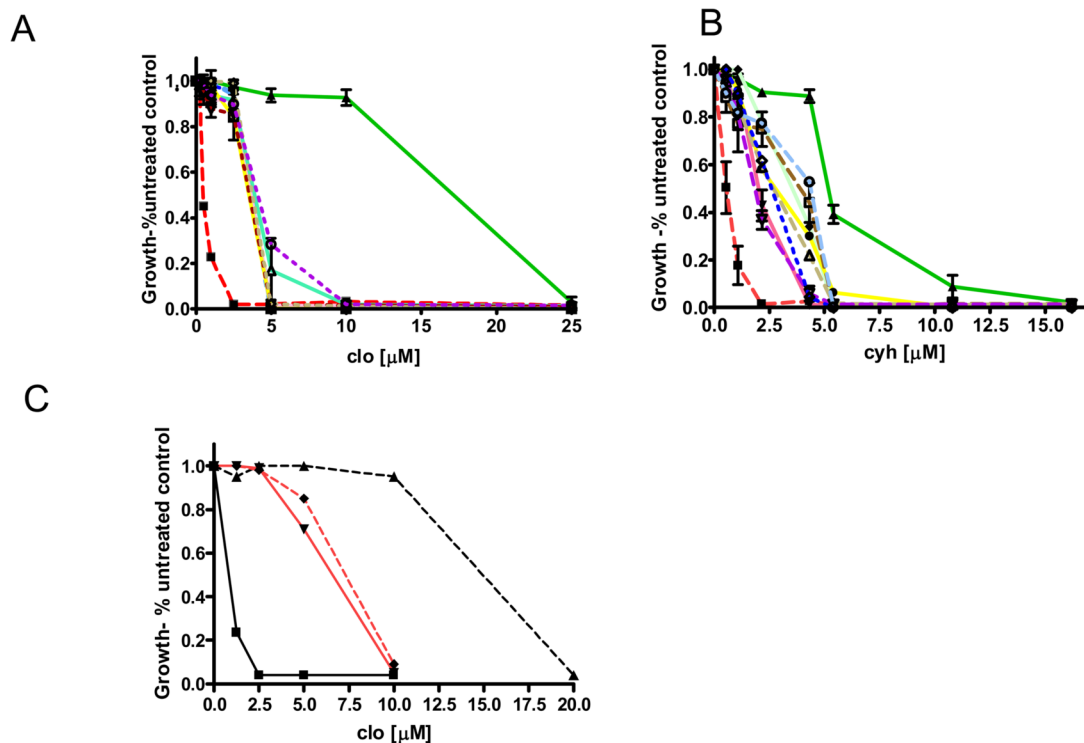 A
Growth-%untreated control
1.0
0.8
0.6
0.4
0.2
0.0
0 5 10 15 20 25
clo [μM]
B
Growth -% untreated control
1.0
0.8
0.6
0.4
0.2
0.0
0.0 2.5 5.0 7.5 10.0 12.5 15.0
cyh [μM]
C
Growth- % untreated control
1.0
0.8
0.6
0.4
0.2
0.0
0.0 2.5 5.0 7.5 10.0 12.5 15.0 17.5 20.0
clo [μM]